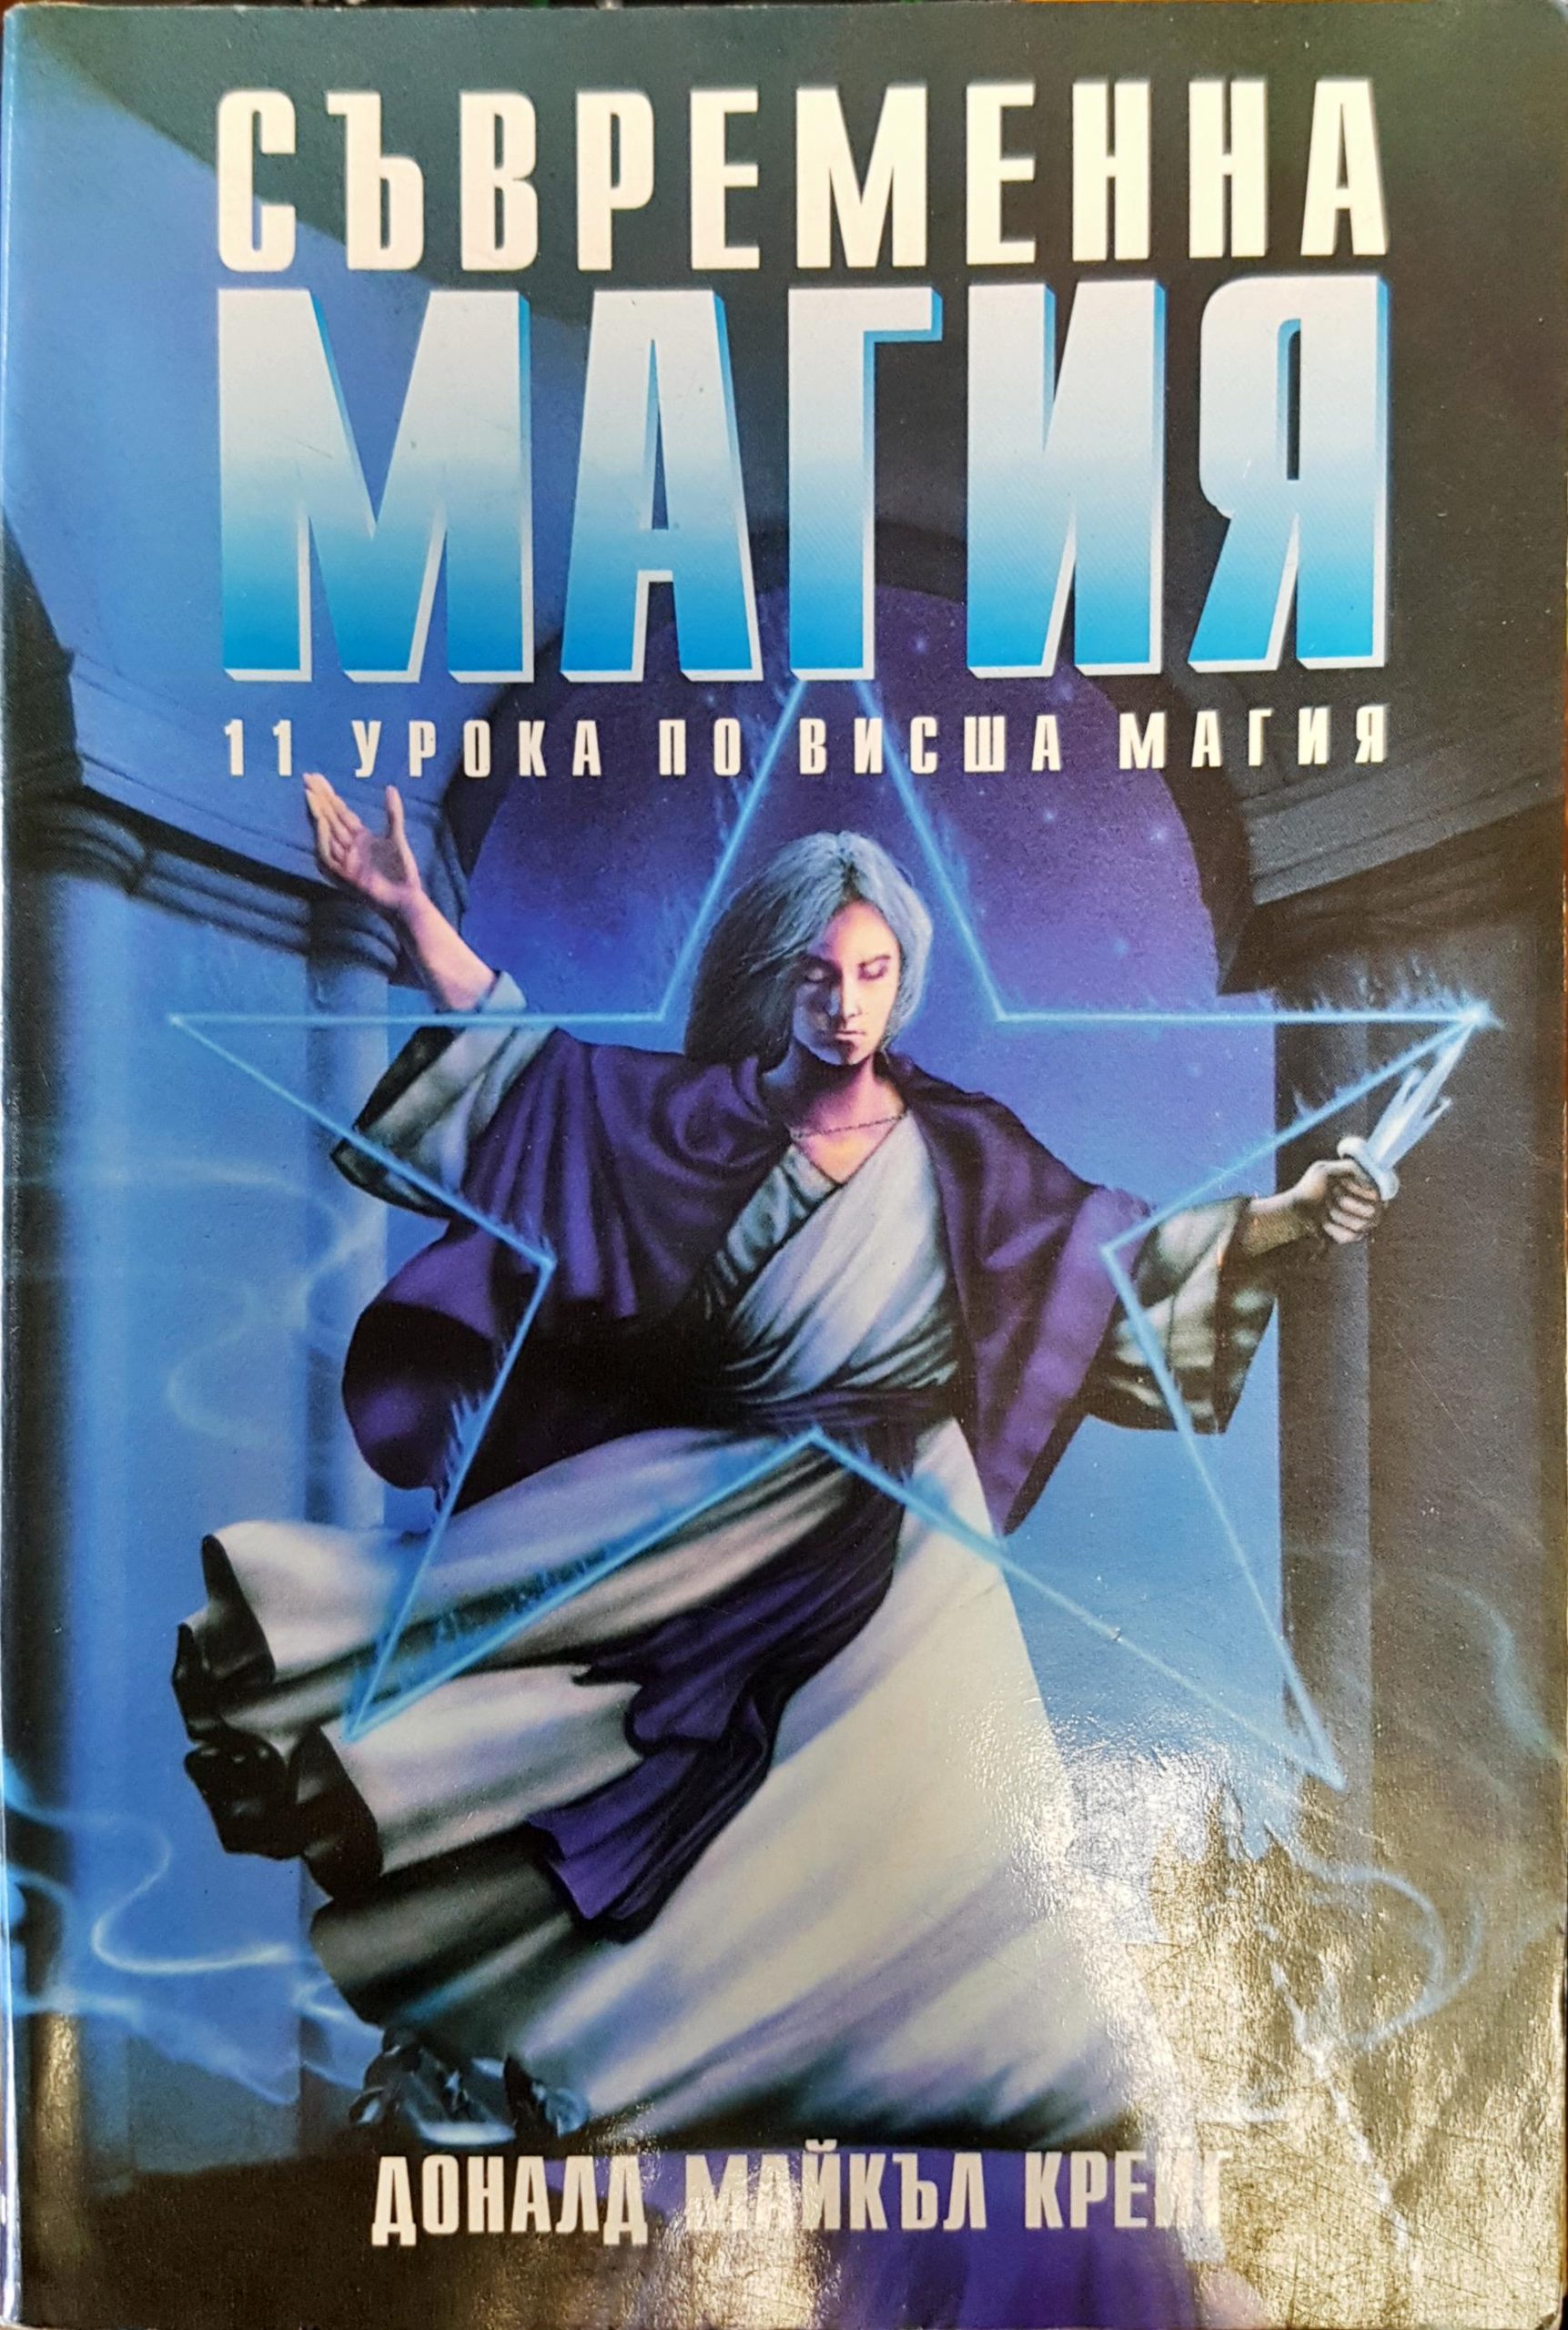 СЪВРЕМЕННА
МАГИЯ
11 УРОКА ПО ВИСША МАГИЯ
ДОНАЛД МАЙКЪЛ КРЕЙГ